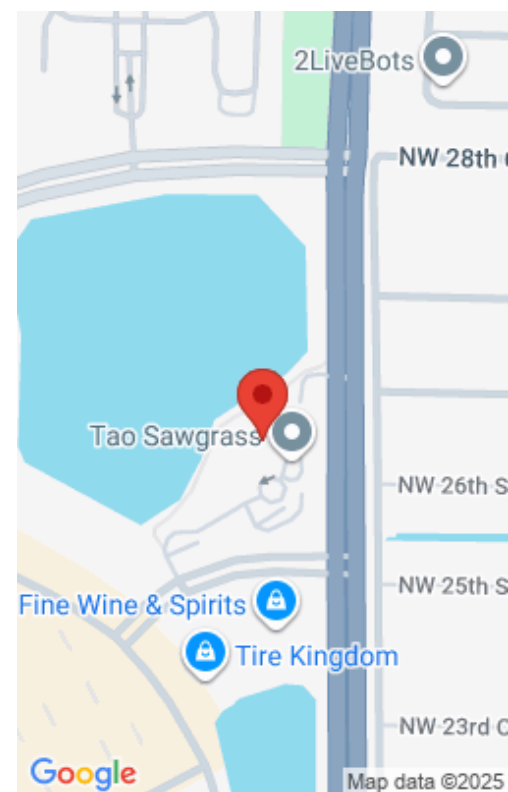 2LiveBots
NW 28th
Tao Sawgrass
NW 26th S
NW 25th S
Fine Wine & Spirits
Tire Kingdom
NW 23rd C
Google
Map data ©2025